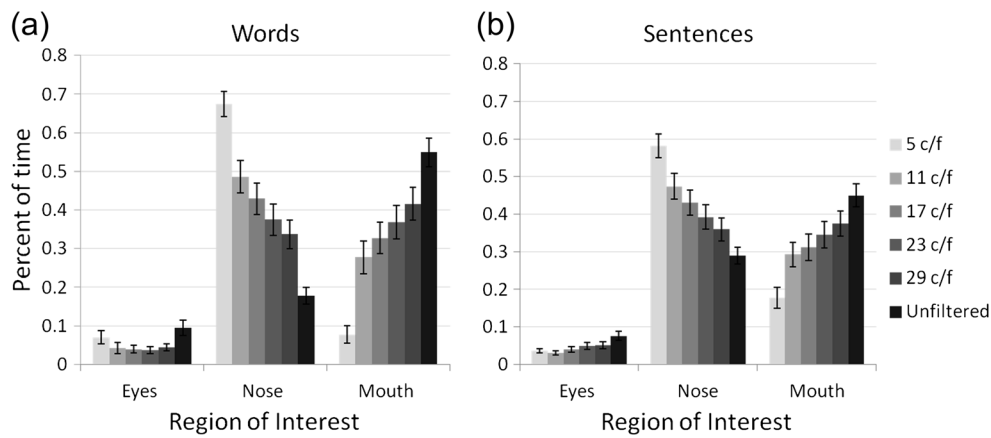 (a)
Words
Percent of time
0.8
0.7
0.6
0.5
0.4
0.3
0.2
0.1
0
Eyes Nose Mouth
Region of Interest
(b)
Sentences
0.8
0.7
0.6
0.5
0.4
0.3
0.2
0.1
0
Eyes Nose Mouth
Region of Interest
5 c/f
11 c/f
17 c/f
23 c/f
29 c/f
Unfiltered